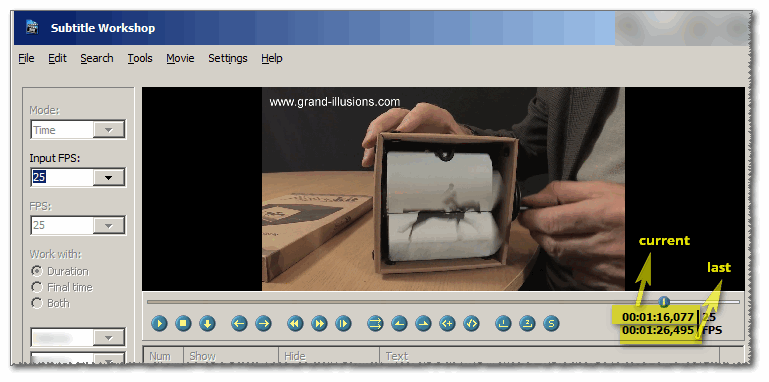 Subtitle Workshop
File Edit Search Tools Movie Settings Help
Mode:
Time
Input FPS:
25
FPS:
25
Work with:
Duration
Final time
Both
www.grand-illusions.com
current
last
00:01:16,077 25
00:01:26,495 FPS
Num Show Hide Text